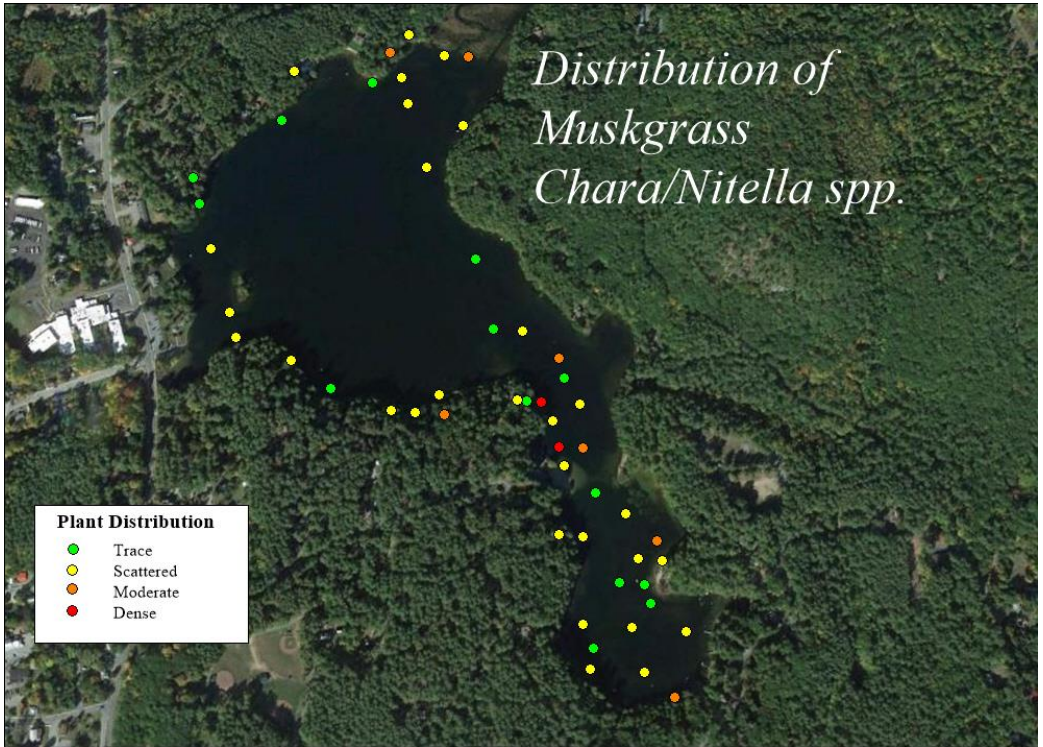 Distribution of
Muskgrass
Chara/Nitella spp.
Plant Distribution
Trace
Scattered
Moderate
Dense